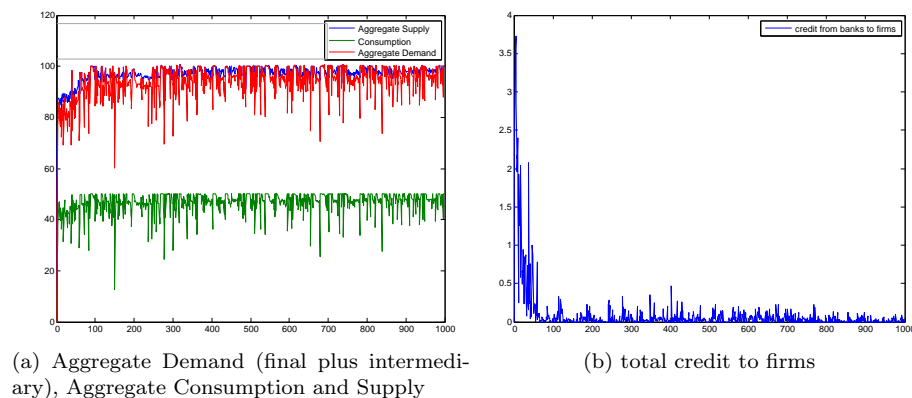 120
100
80
60
40
20
0
0 100 200 300 400 500 600 700 800 900 1000
Aggregate Supply
Consumption
Aggregate Demand
4
3.5
3
2.5
2
1.5
1
0.5
0
0 100 200 300 400 500 600 700 800 900 1000
credit from banks to firms
(a) Aggregate Demand (final plus intermedi-
ary), Aggregate Consumption and Supply
(b) total credit to firms